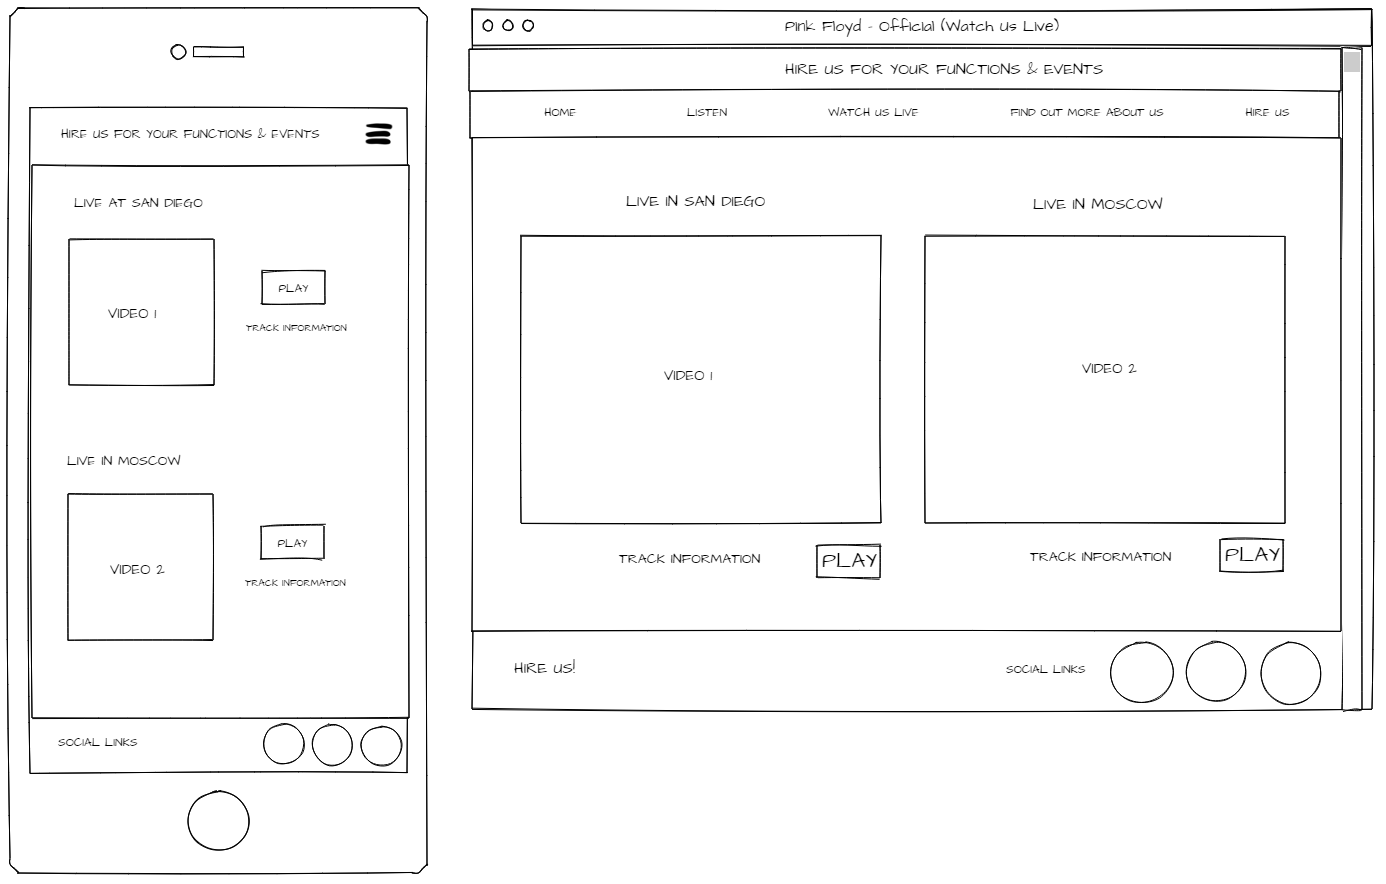 HIRE US FOR YOUR FUNCTIONS & EVENTS
LIVE AT SAN DIEGO
VIDEO 1
PLAY
TRACK INFORMATION
LIVE IN MOSCOW
VIDEO 2
PLAY
TRACK INFORMATION
SOCIAL LINKS
Pink Floyd - Official (Watch us Live)
HIRE US FOR YOUR FUNCTIONS & EVENTS
HOME LISTEN WATCH US LIVE FIND OUT MORE ABOUT US HIRE US
LIVE IN SAN DIEGO
LIVE IN MOSCOW
VIDEO 1
VIDEO 2
TRACK INFORMATION PLAY
TRACK INFORMATION PLAY
HIRE US!
SOCIAL LINKS